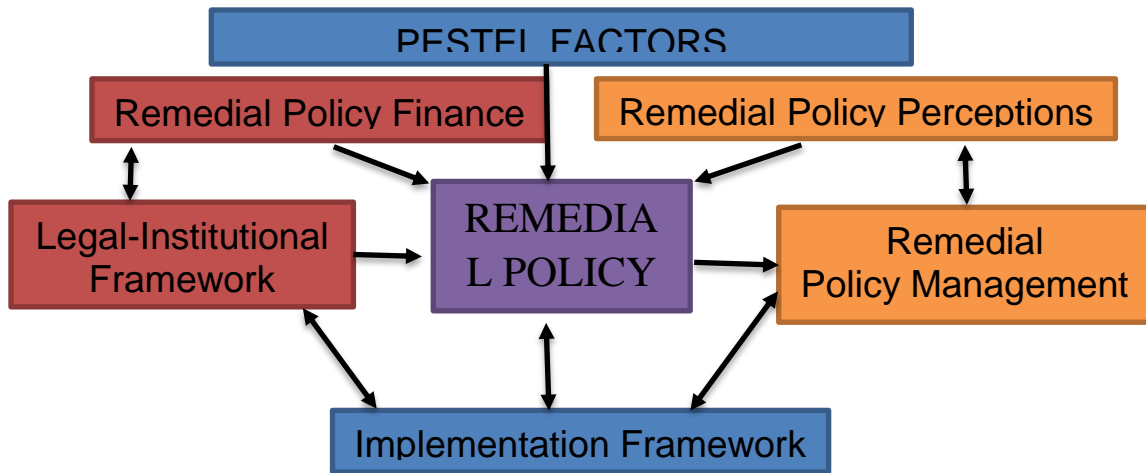 PESTEL FACTORS
Remedial Policy Finance
Remedial Policy Perceptions
Legal-Institutional
Framework
REMEDIA
L POLICY
Remedial
Policy Management
Implementation Framework